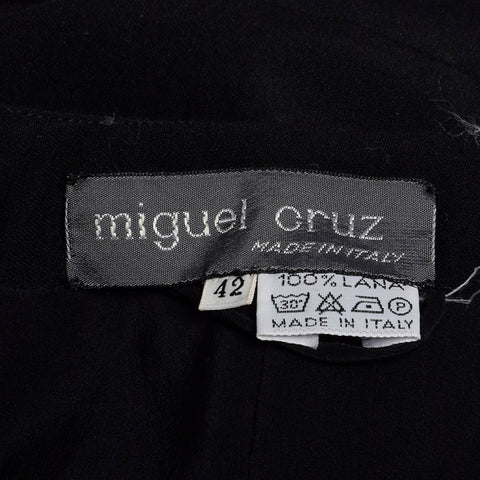 miguel cruz
MADE IN ITALY
42
100% LANA
30° P
MADE IN ITALY